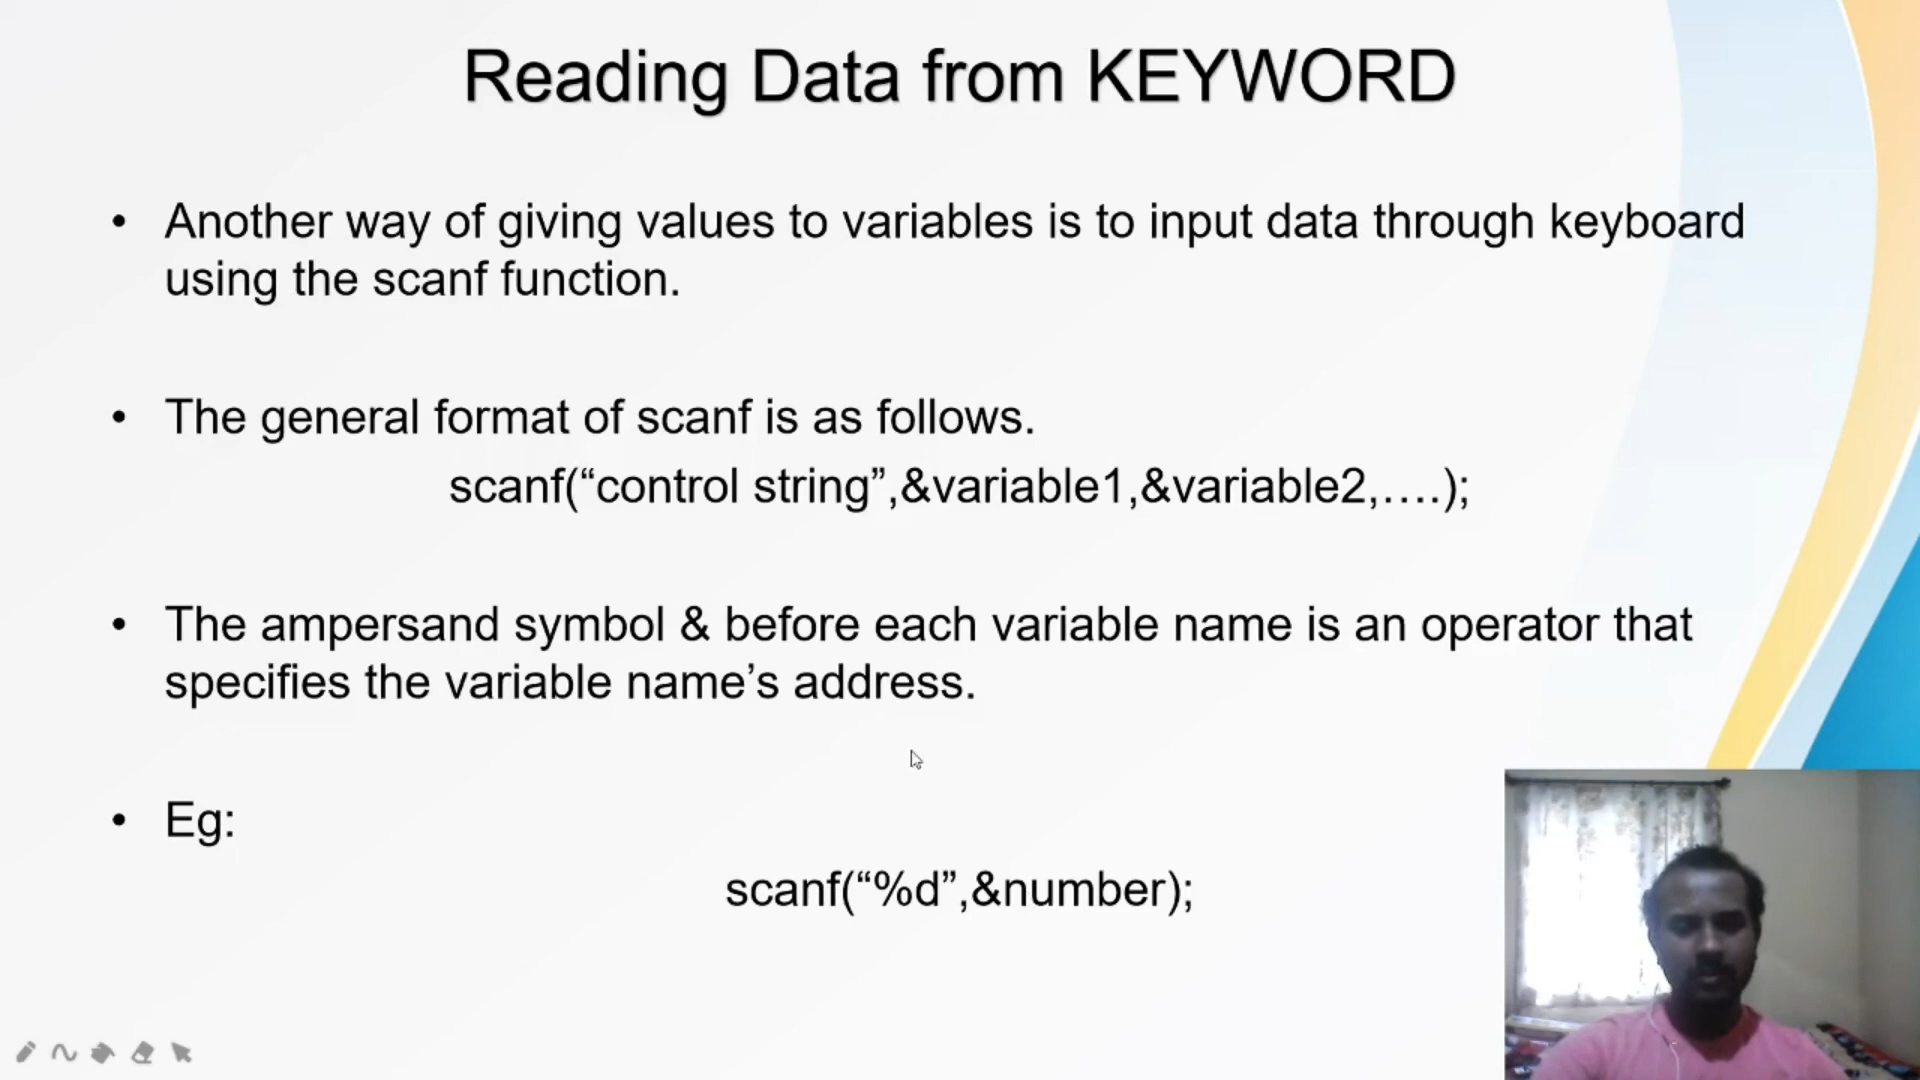 Reading Data from KEYWORD
• Another way of giving values to variables is to input data through keyboard
using the scanf function.
• The general format of scanf is as follows.
scanf(“control string”,&variable1,&variable2,….);
• The ampersand symbol & before each variable name is an operator that
specifies the variable name’s address.
• Eg:
scanf(“%d”,&number);